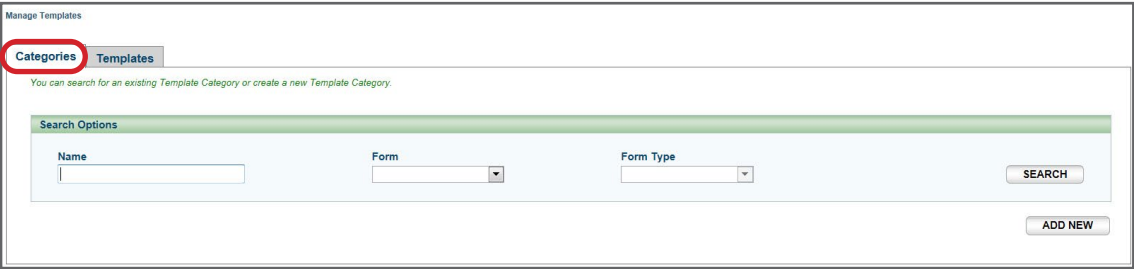 Manage Templates
Categories Templates
You can search for an existing Template Category or create a new Template Category.
Search Options
Name Form Form Type
SEARCH
ADD NEW